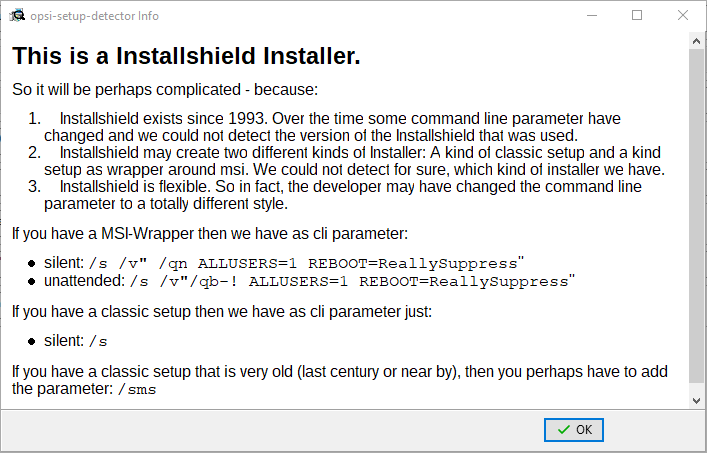 opsi-setup-detector Info
This is a Installshield Installer.
So it will be perhaps complicated - because:
1. Installshield exists since 1993. Over the time some command line parameter have
changed and we could not detect the version of the Installshield that was used.
2. Installshield may create two different kinds of Installer: A kind of classic setup and a kind
setup as wrapper around msi. We could not detect for sure, which kind of installer we have.
3. Installshield is flexible. So in fact, the developer may have changed the command line
parameter to a totally different style.
If you have a MSI-Wrapper then we have as cli parameter:
• silent: /s /v" /qn ALLUSERS=1 REBOOT=ReallySuppress"
• unattended: /s /v"/qb-! ALLUSERS=1 REBOOT=ReallySuppress"
If you have a classic setup then we have as cli parameter just:
• silent: /s
If you have a classic setup that is very old (last century or near by), then you perhaps have to add
the parameter: /sms
OK